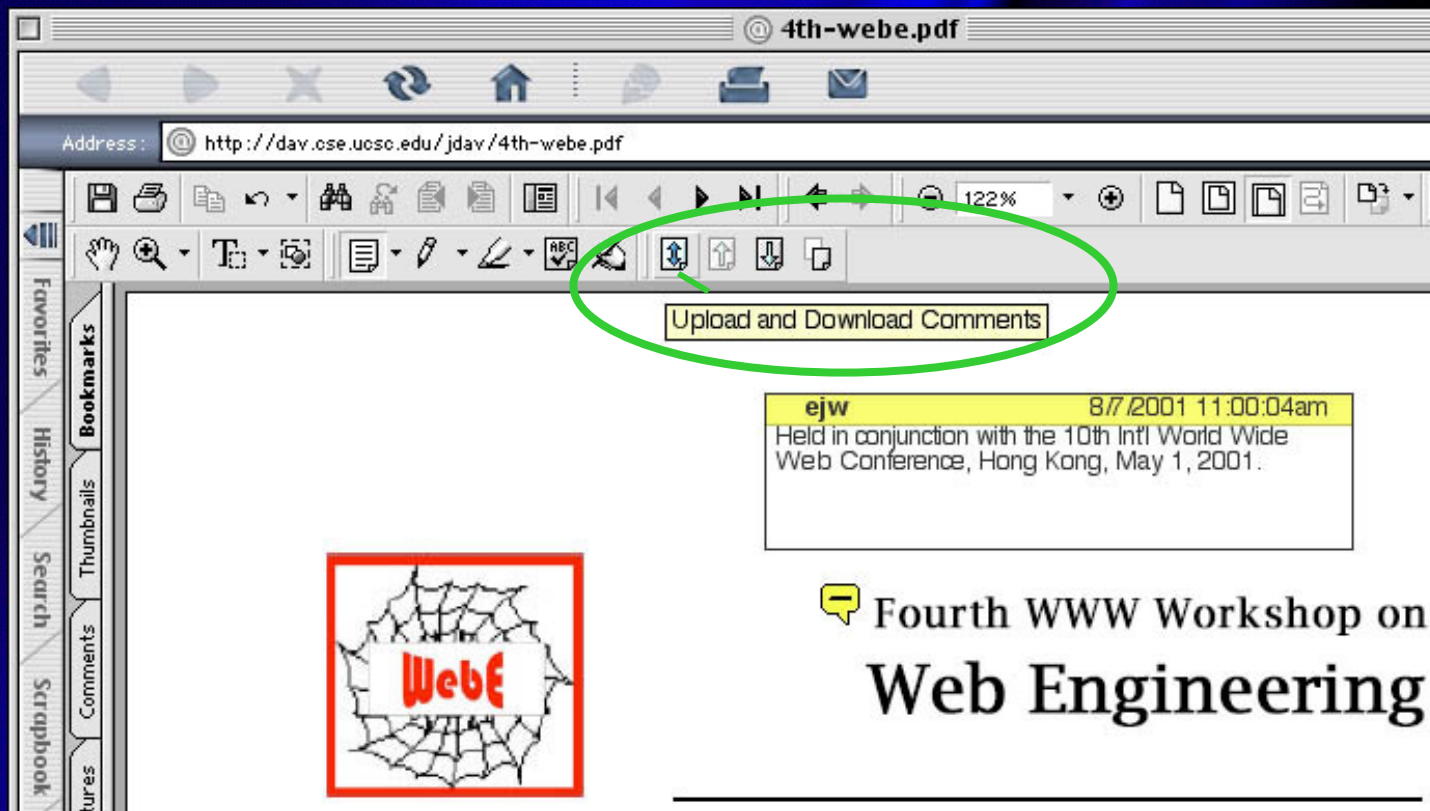 4th-webe.pdf
Address: http://dav.cse.ucsc.edu/jdav/4th-webe.pdf
122%
ABC
Upload and Download Comments
Favorites
History
Search
Scrapbook
Bookmarks
Thumbnails
Comments
tures
ejw 8/7/2001 11:00:04am
Held in conjunction with the 10th Int'l World Wide
Web Conference, Hong Kong, May 1, 2001.
WebE
Fourth WWW Workshop on
Web Engineering